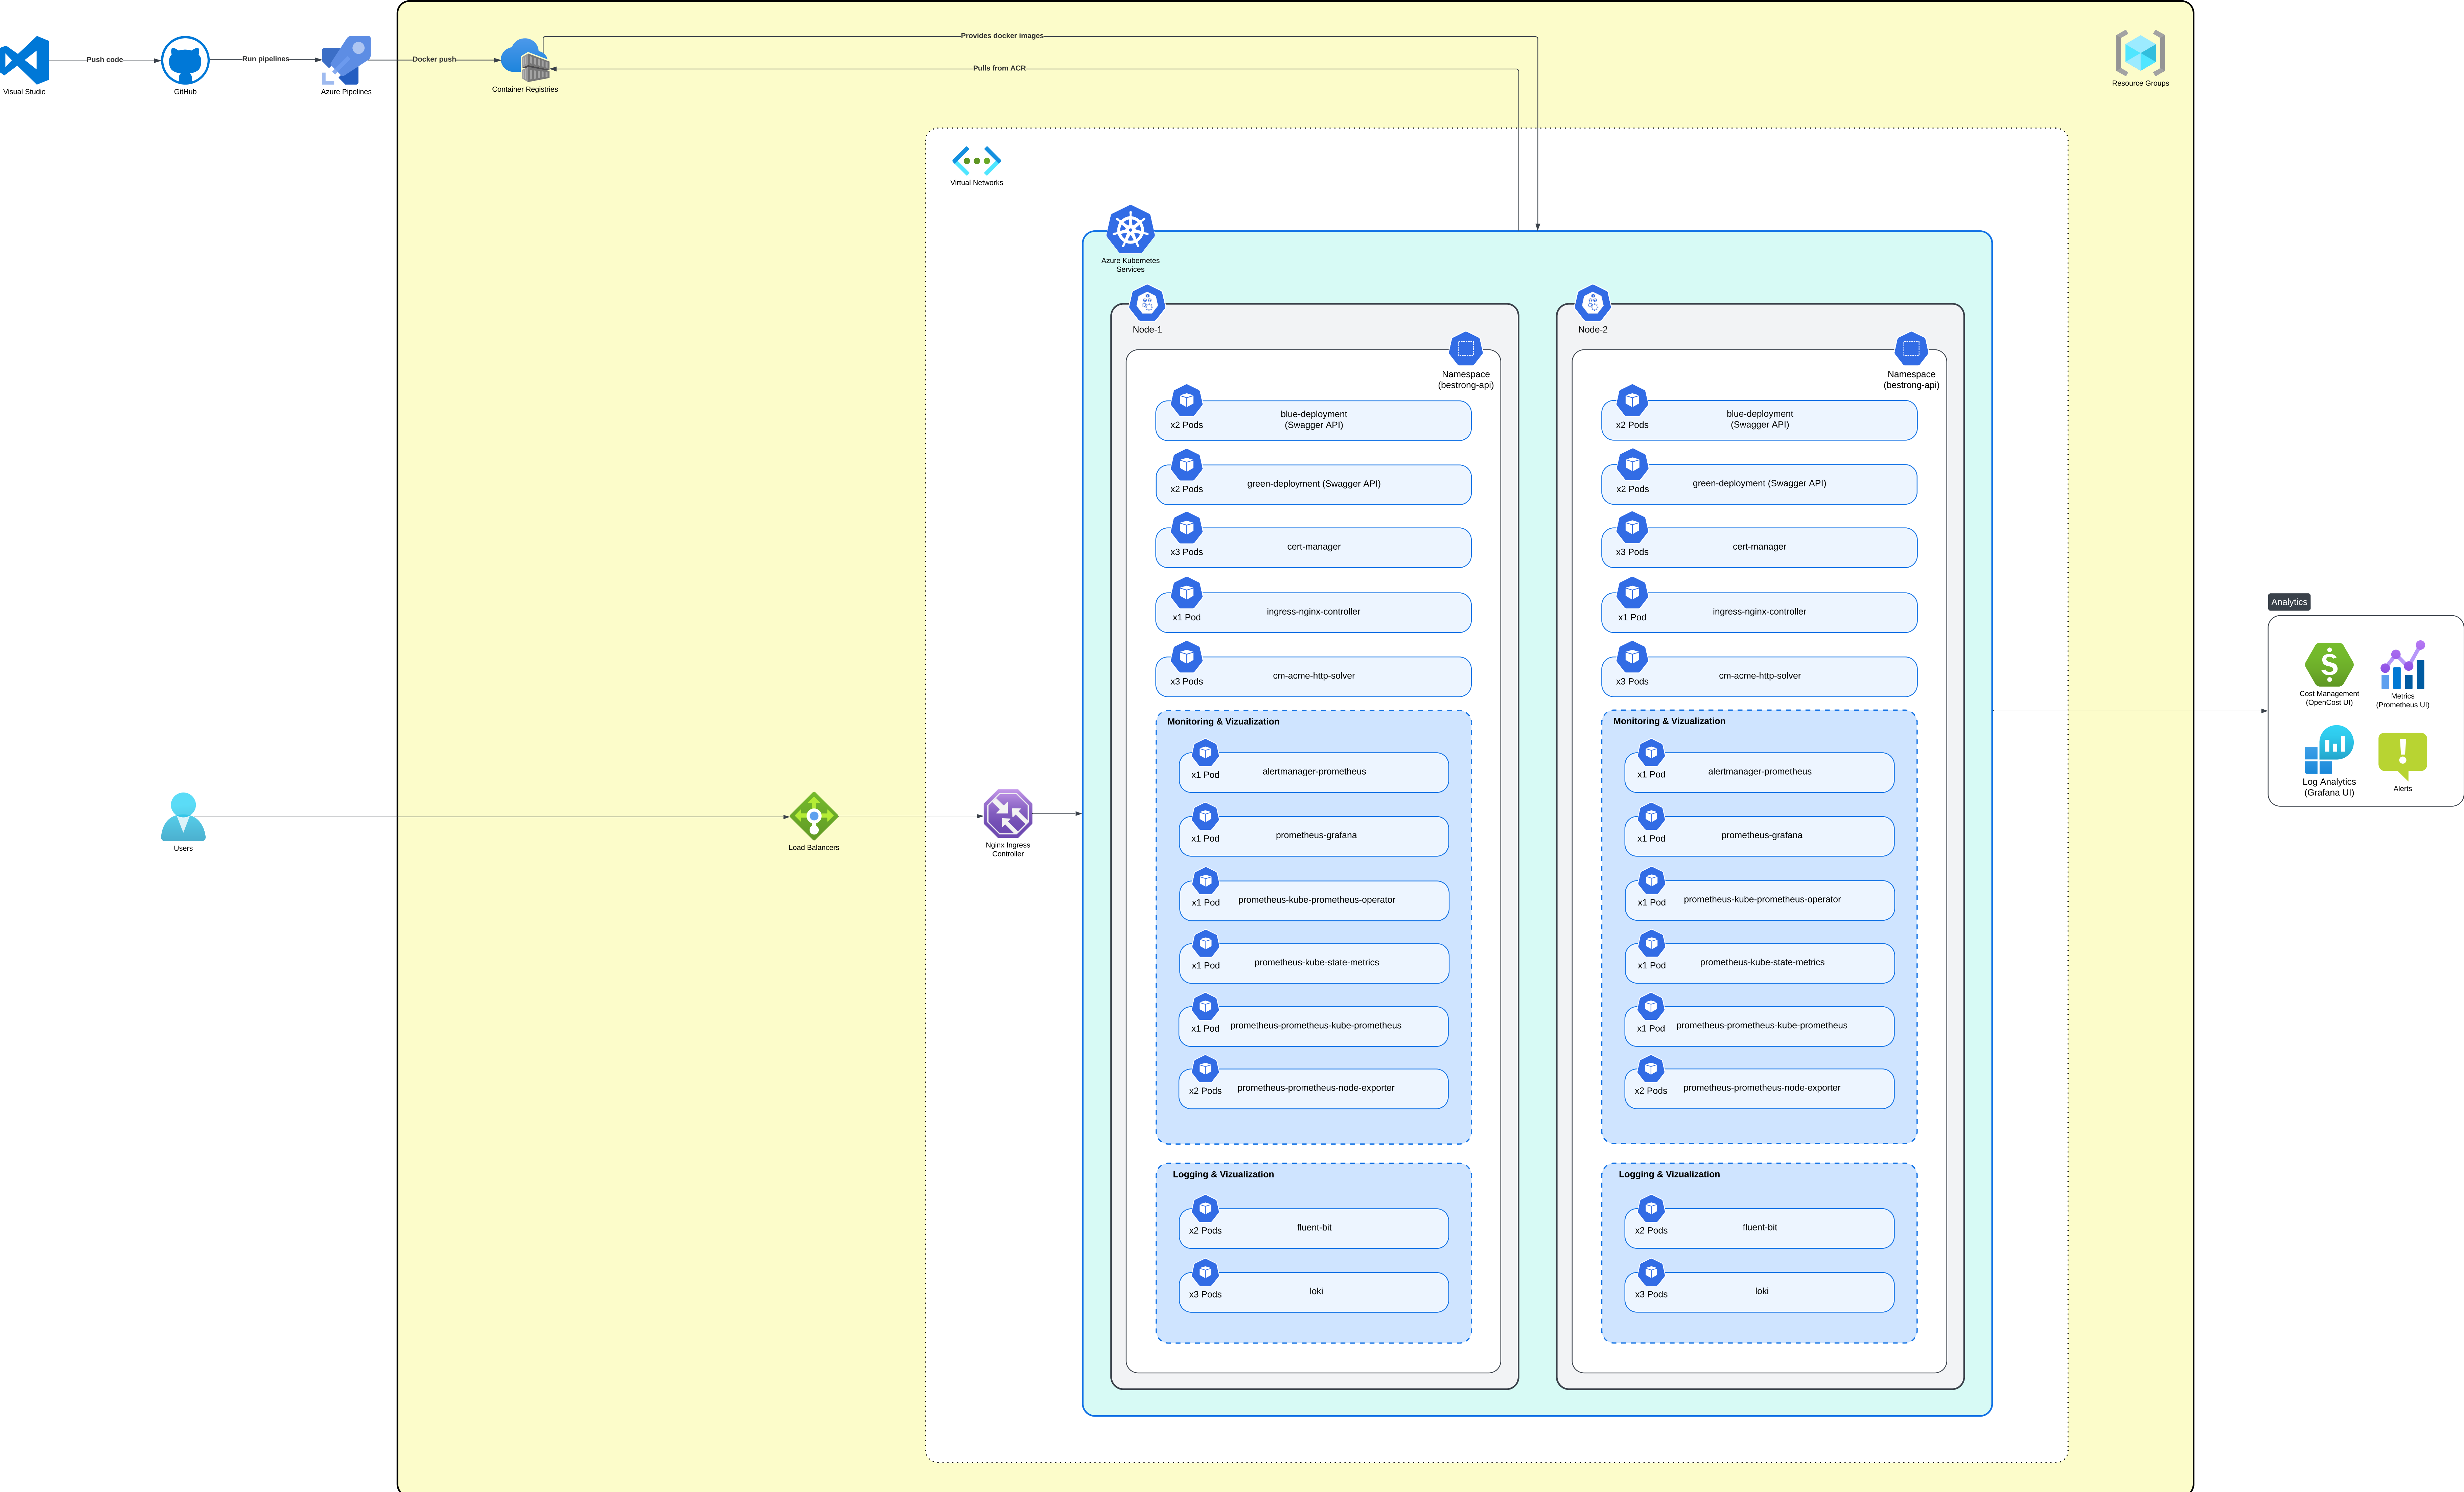 Push code
Run pipelines
Docker push
Provides docker images
Pulls from ACR
Visual Studio
GitHub
Azure Pipelines
Container Registries
Resource Groups
Virtual Networks
Azure Kubernetes
Services
Node-1
Namespace
(bestrong-api)
blue-deployment
(Swagger API)
x2 Pods
green-deployment (Swagger API)
x2 Pods
cert-manager
x3 Pods
ingress-nginx-controller
x1 Pod
cm-acme-http-solver
x3 Pods
Monitoring & Vizualization
alertmanager-prometheus
x1 Pod
prometheus-grafana
x1 Pod
prometheus-kube-prometheus-operator
x1 Pod
prometheus-kube-state-metrics
x1 Pod
prometheus-prometheus-kube-prometheus
x1 Pod
prometheus-prometheus-node-exporter
x2 Pods
Logging & Vizualization
fluent-bit
x2 Pods
loki
x3 Pods
Node-2
Namespace
(bestrong-api)
blue-deployment
(Swagger API)
x2 Pods
green-deployment (Swagger API)
x2 Pods
cert-manager
x3 Pods
ingress-nginx-controller
x1 Pod
cm-acme-http-solver
x3 Pods
Monitoring & Vizualization
alertmanager-prometheus
x1 Pod
prometheus-grafana
x1 Pod
prometheus-kube-prometheus-operator
x1 Pod
prometheus-kube-state-metrics
x1 Pod
prometheus-prometheus-kube-prometheus
x1 Pod
prometheus-prometheus-node-exporter
x2 Pods
Logging & Vizualization
fluent-bit
x2 Pods
loki
x3 Pods
Users
Load Balancers
Nginx Ingress
Controller
Analytics
Cost Management
(OpenCost UI)
Metrics
(Prometheus UI)
Log Analytics
(Grafana UI)
Alerts